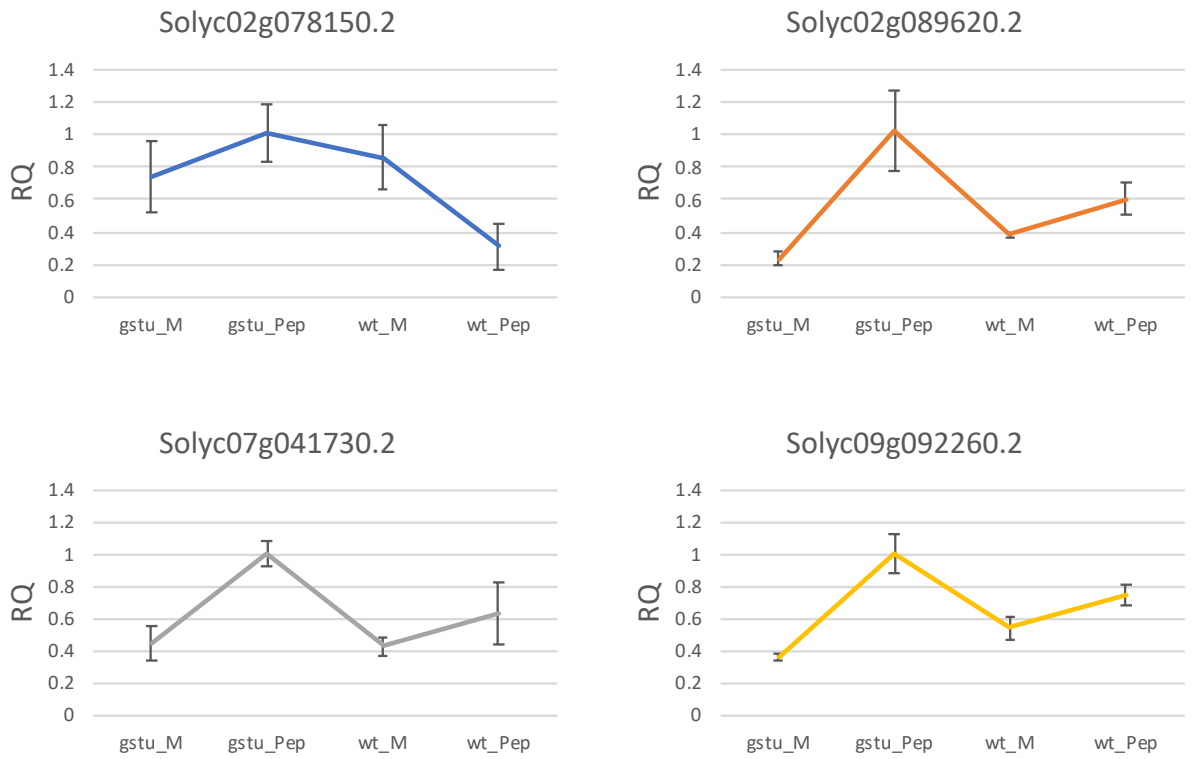 Solyc02g078150.2
1.4
1.2
1
0.8
0.6
0.4
0.2
0
RQ
gstu_M gstu_Pep wt_M wt_Pep
Solyc02g089620.2
1.4
1.2
1
0.8
0.6
0.4
0.2
0
RQ
gstu_M gstu_Pep wt_M wt_Pep
Solyc07g041730.2
1.4
1.2
1
0.8
0.6
0.4
0.2
0
RQ
gstu_M gstu_Pep wt_M wt_Pep
Solyc09g092260.2
1.4
1.2
1
0.8
0.6
0.4
0.2
0
RQ
gstu_M gstu_Pep wt_M wt_Pep